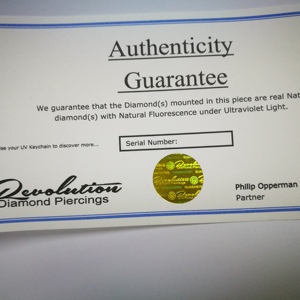 Authenticity
Guarantee
We guarantee that the Diamond(s) mounted in this piece are real Nat
diamond(s) with Natural Fluorescence under Ultraviolet Light.
se your UV Keychain to discover more...
Serial Number:
Revolution
Diamond Piercings
Philip Opperman
Partner